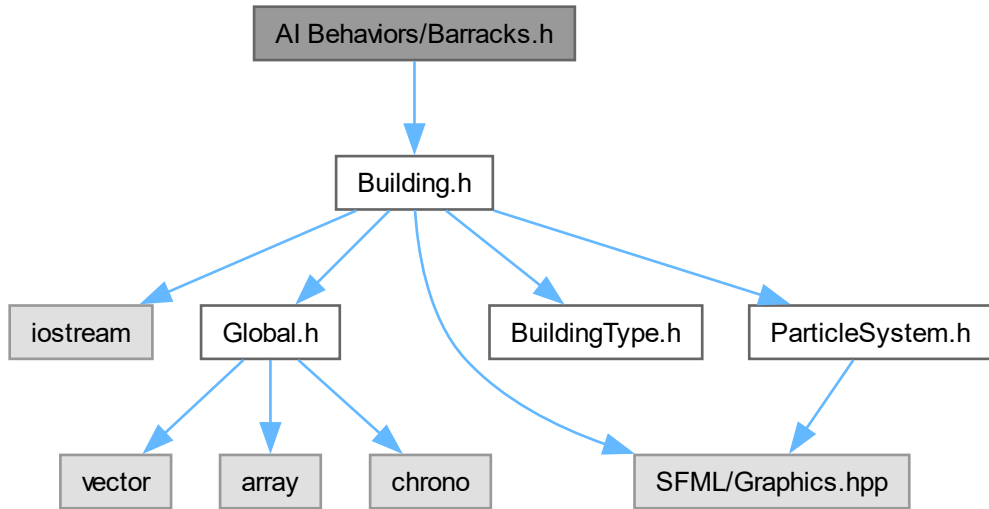 AI Behaviors/Barracks.h
Building.h
iostream
Global.h
BuildingType.h
ParticleSystem.h
vector
array
chrono
SFML/Graphics.hpp